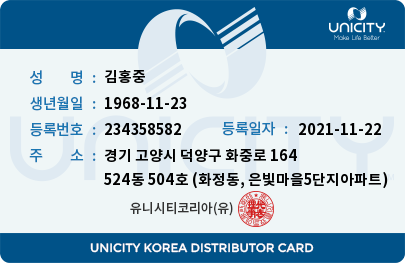 UNICITY
Make Life Better
성 명 : 김홍중
생년월일 : 1968-11-23
등록번호 : 234358582 등록일자 : 2021-11-22
주 소 : 경기 고양시 덕양구 화중로 164
524동 504호 (화정동, 은빛마을5단지아파트)
유니시티코리아(유)
UNICITY
UNICITY KOREA DISTRIBUTOR CARD